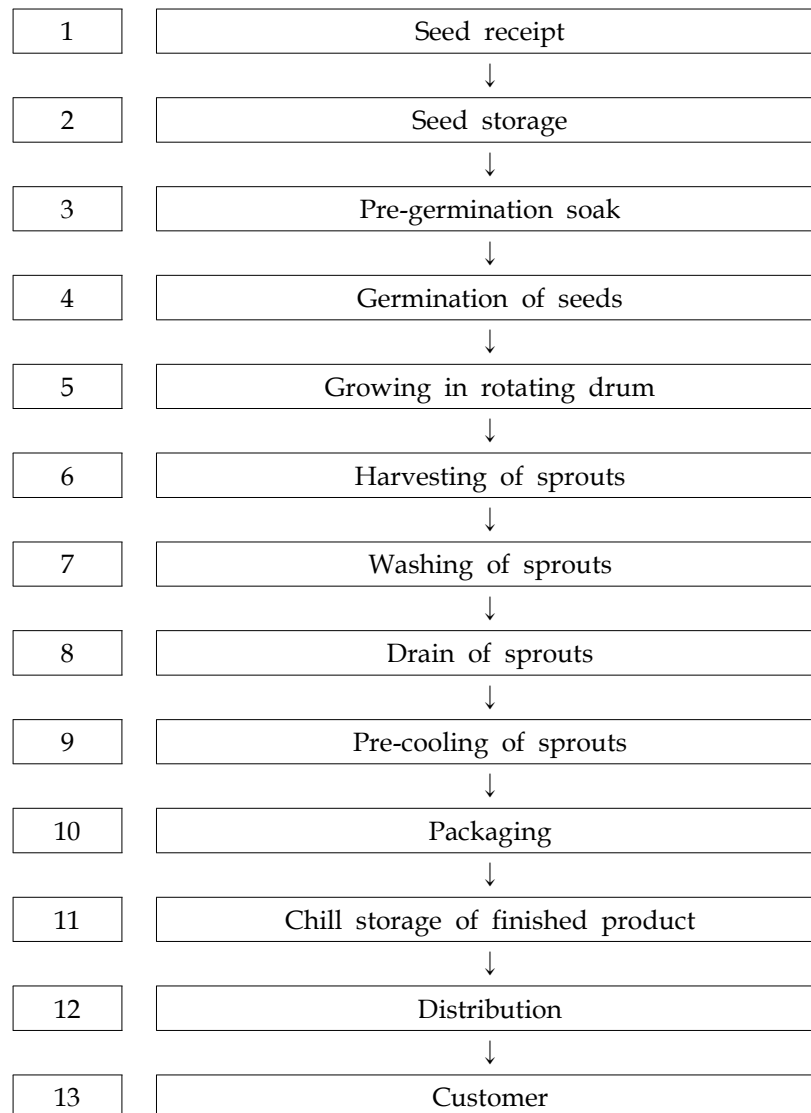 1 Seed receipt
↓
2 Seed storage
↓
3 Pre-germination soak
↓
4 Germination of seeds
↓
5 Growing in rotating drum
↓
6 Harvesting of sprouts
↓
7 Washing of sprouts
↓
8 Drain of sprouts
↓
9 Pre-cooling of sprouts
↓
10 Packaging
↓
11 Chill storage of finished product
↓
12 Distribution
↓
13 Customer